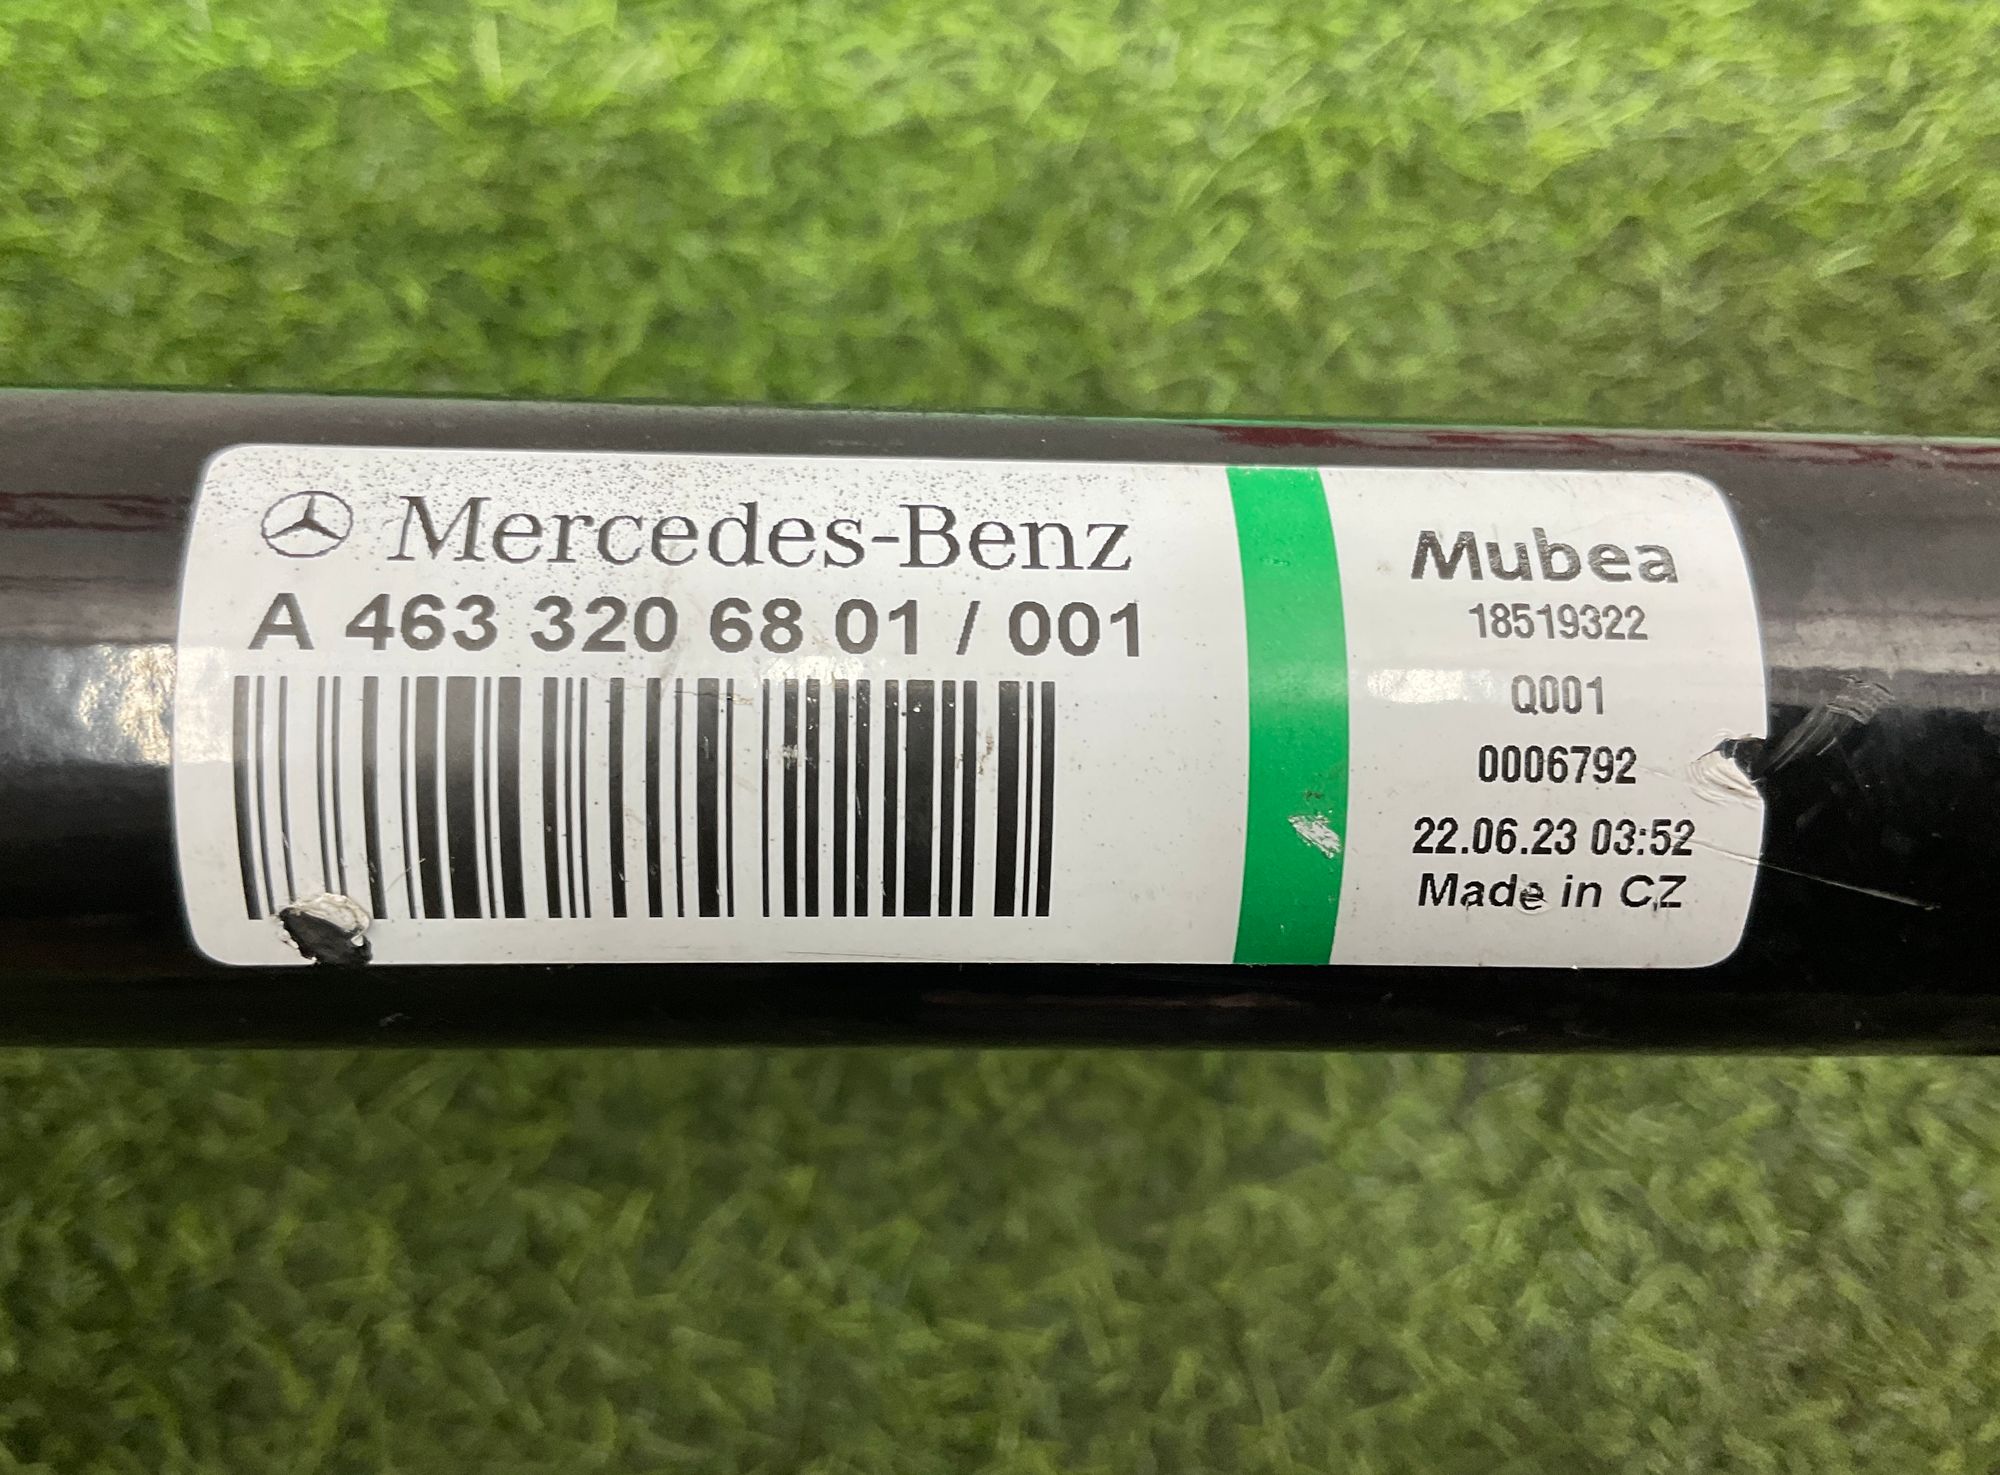 Mercedes-Benz
A 463 320 68 01 / 001
Mubea
18519322
Q001
0006792
22.06.23 03:52
Made in CZ